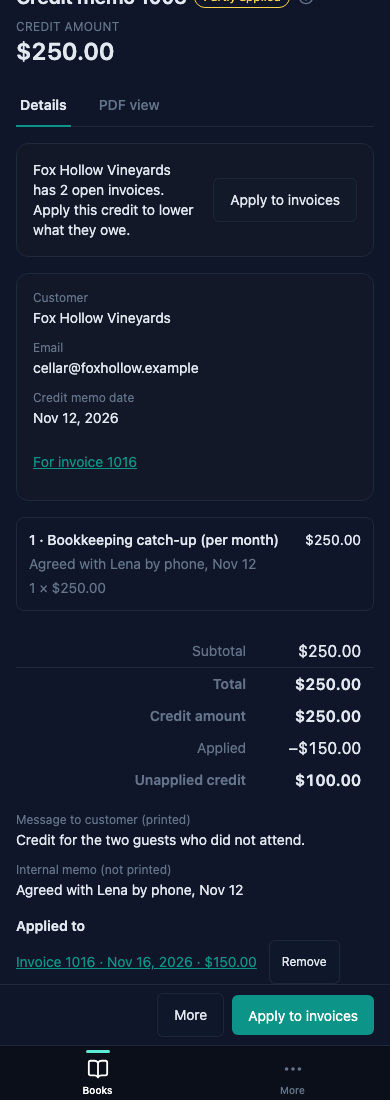 CREDIT AMOUNT
$250.00
Details PDF view
Fox Hollow Vineyards
has 2 open invoices.
Apply this credit to lower
what they owe.
Apply to invoices
Customer
Fox Hollow Vineyards
Email
cellar@foxhollow.example
Credit memo date
Nov 12, 2026
For invoice 1016
1 · Bookkeeping catch-up (per month) $250.00
Agreed with Lena by phone, Nov 12
1 × $250.00
Subtotal $250.00
Total $250.00
Credit amount $250.00
Applied –$150.00
Unapplied credit $100.00
Message to customer (printed)
Credit for the two guests who did not attend.
Internal memo (not printed)
Agreed with Lena by phone, Nov 12
Applied to
Invoice 1016 · Nov 16, 2026 · $150.00 Remove
More Apply to invoices
Books More